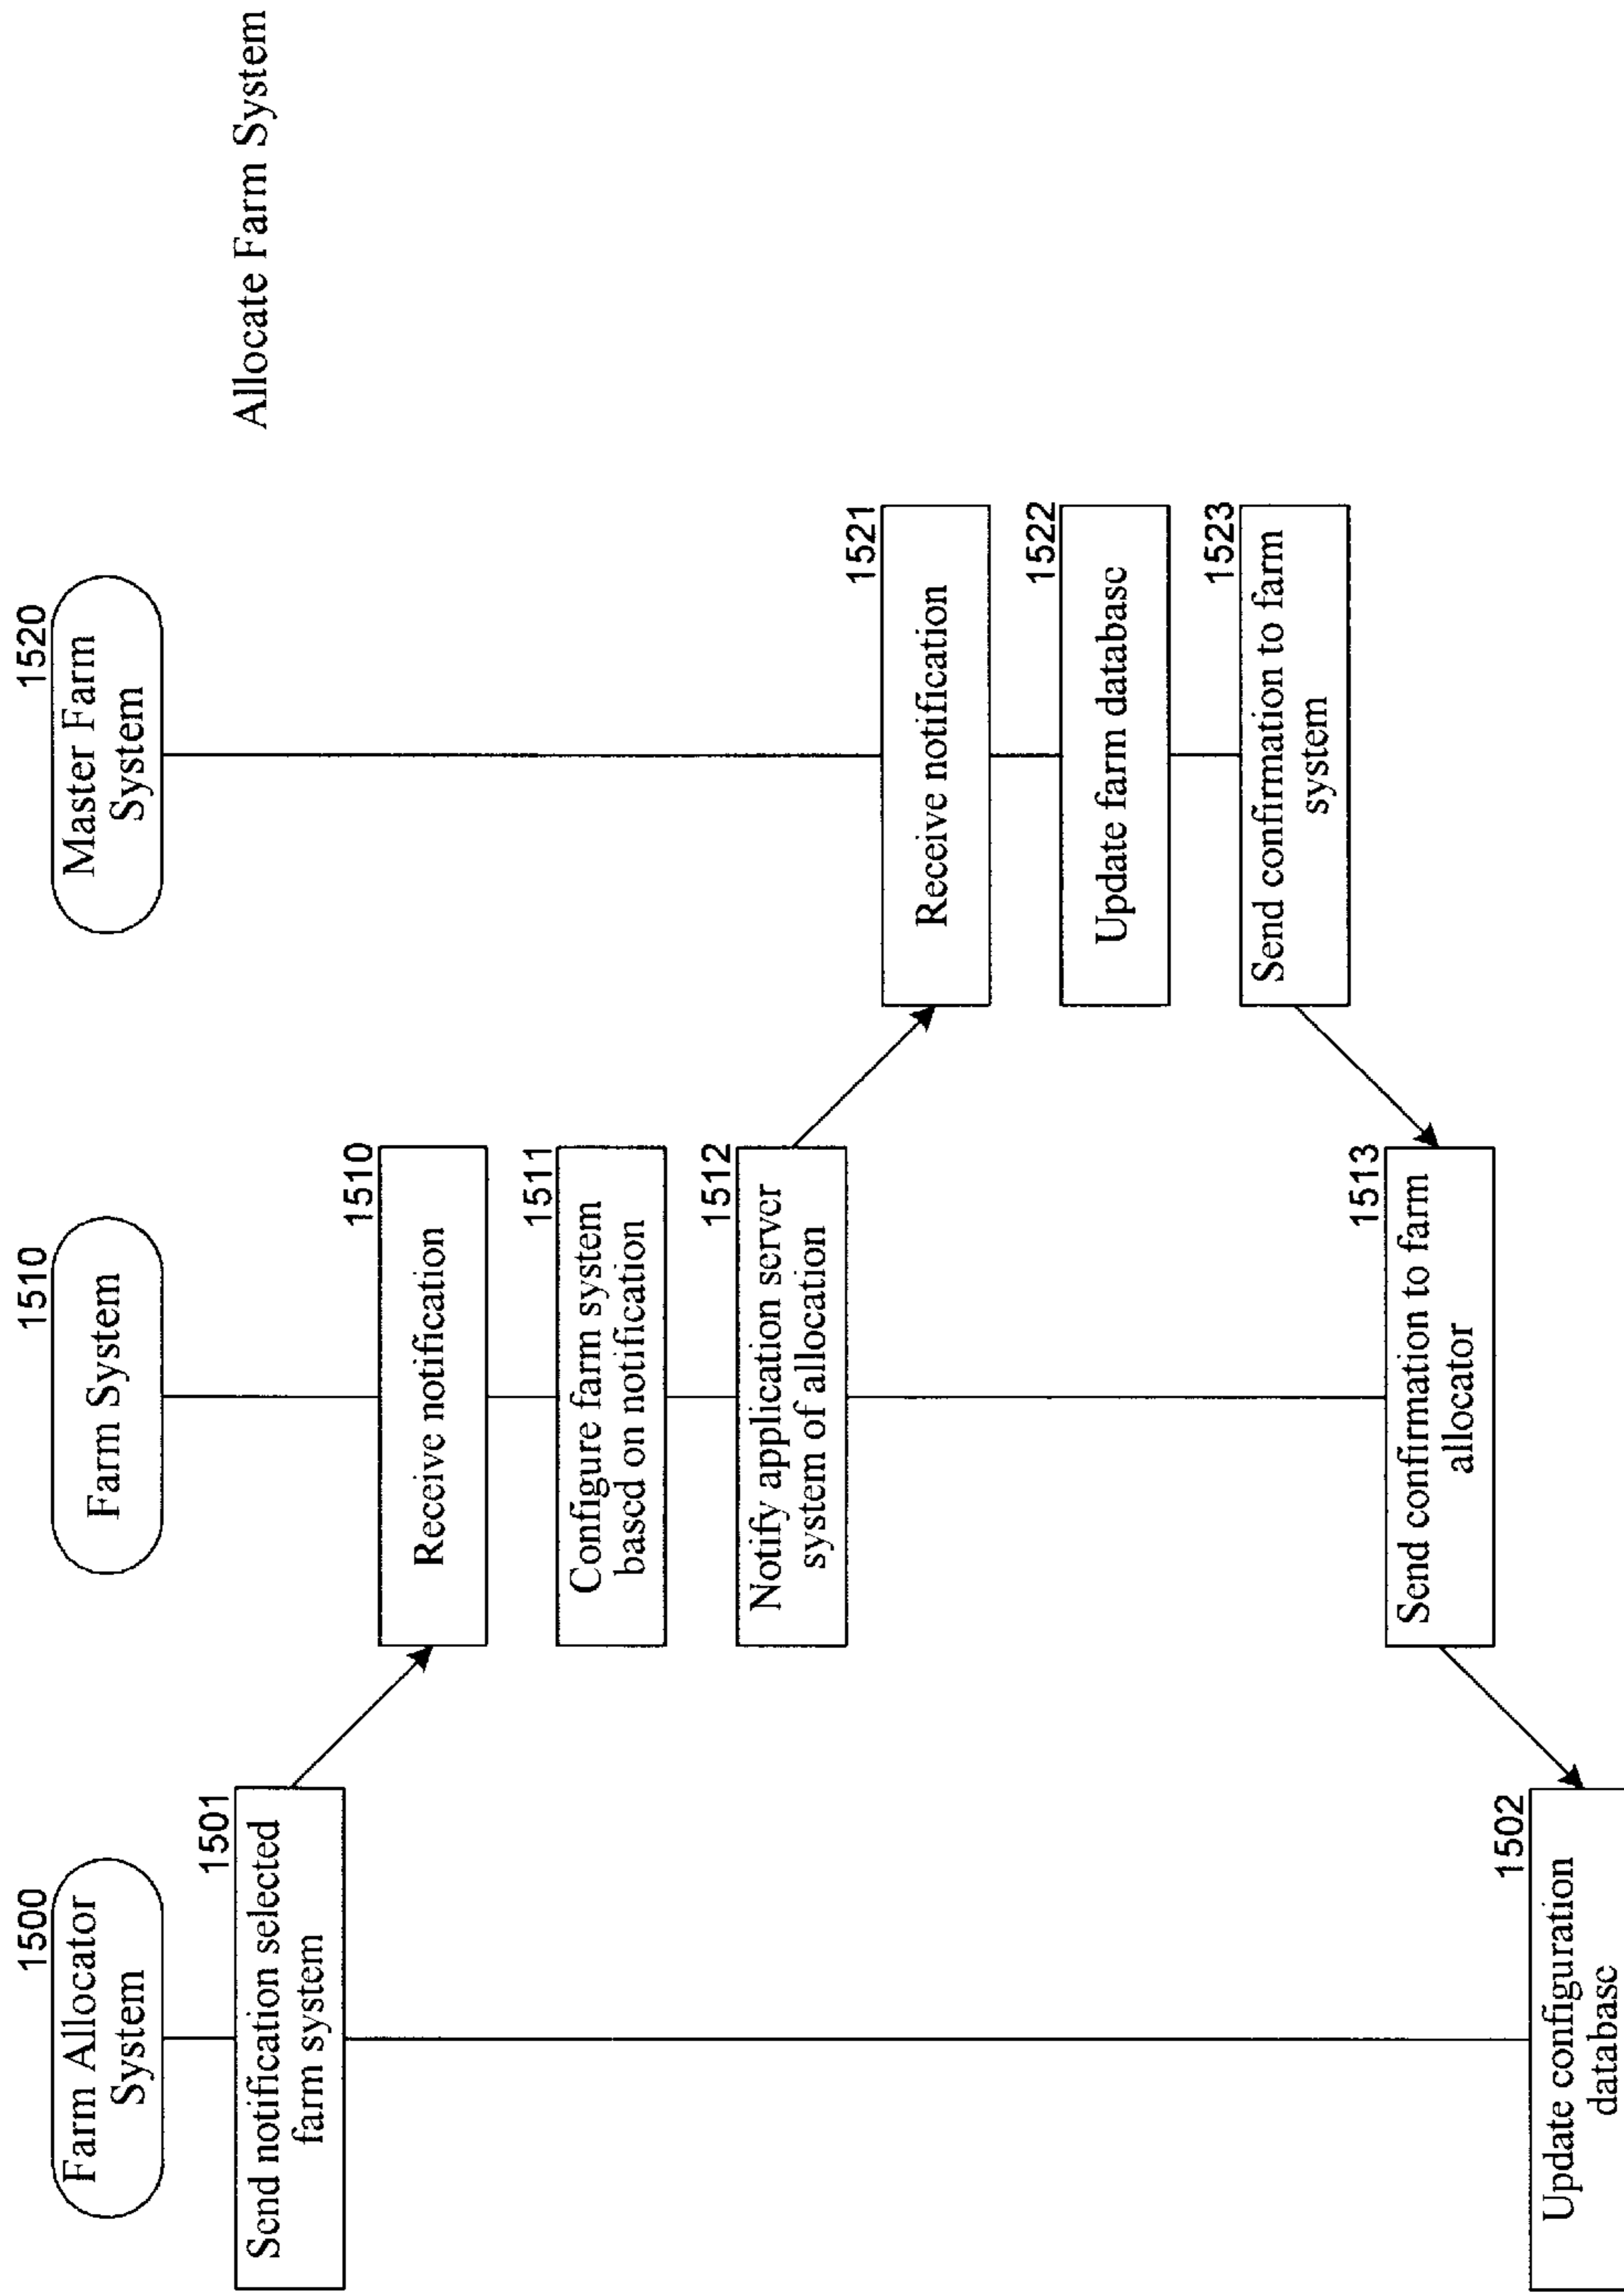 Allocate Farm System
1500
Farm Allocator
System
1501
Send notification selected
farm system
1502
Update configuration
database
1510
Farm System
1510
Receive notification
1511
Configure farm system
based on notification
1512
Notify application server
system of allocation
1513
Send confirmation to farm
allocator
1520
Master Farm
System
1521
Receive notification
1522
Update farm database
1523
Send confirmation to farm
system